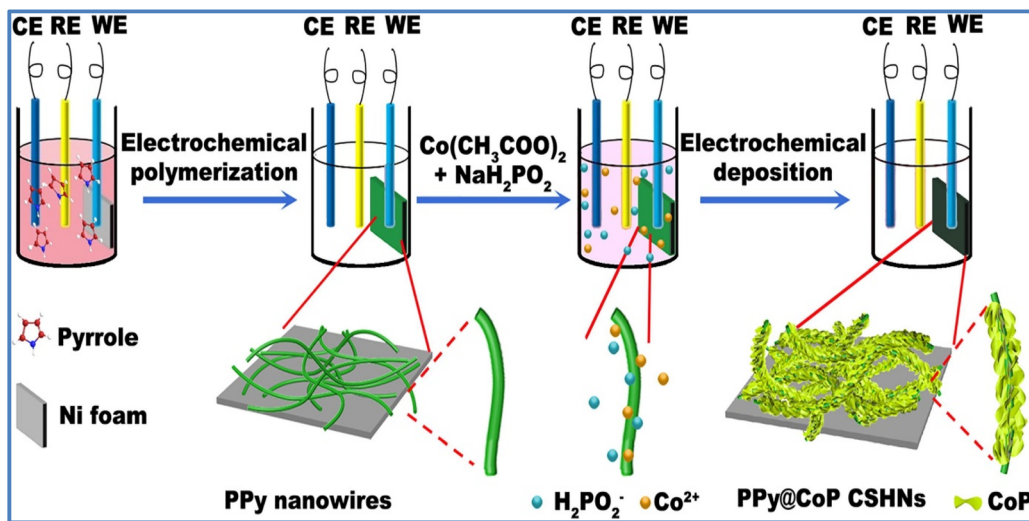 CE RE WE
CE RE WE
CE RE WE
CE RE WE
Electrochemical
polymerization
Co(CH₃COO)₂
+ NaH₂PO₂
Electrochemical
deposition
Pyrrole
Ni foam
PPy nanowires
H₂PO₂⁻
Co²⁺
PPy@CoP CSHNs
CoP